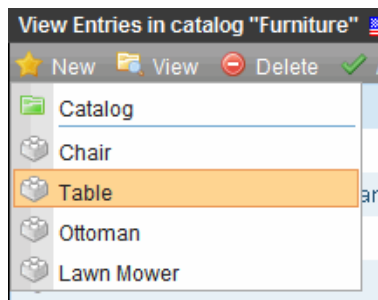 View Entries in catalog "Furniture"
New View Delete
Catalog
Chair
Table
Ottoman
Lawn Mower